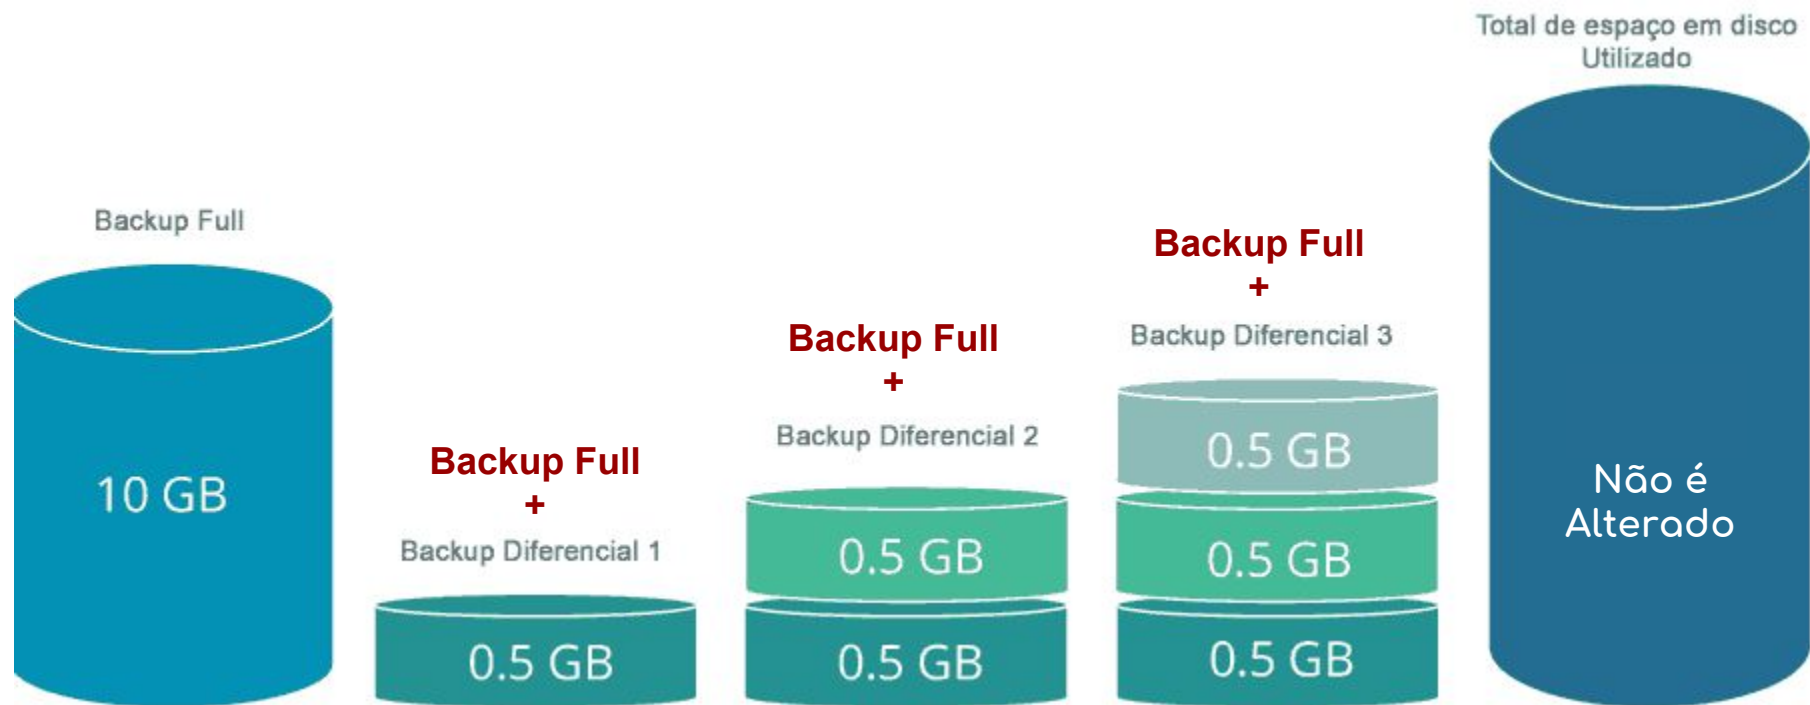 Total de espaço em disco
Utilizado
Backup Full
10 GB
Backup Full
+
Backup Diferencial 1
0.5 GB
Backup Full
+
Backup Diferencial 2
0.5 GB
0.5 GB
Backup Full
+
Backup Diferencial 3
0.5 GB
0.5 GB
0.5 GB
Não é
Alterado